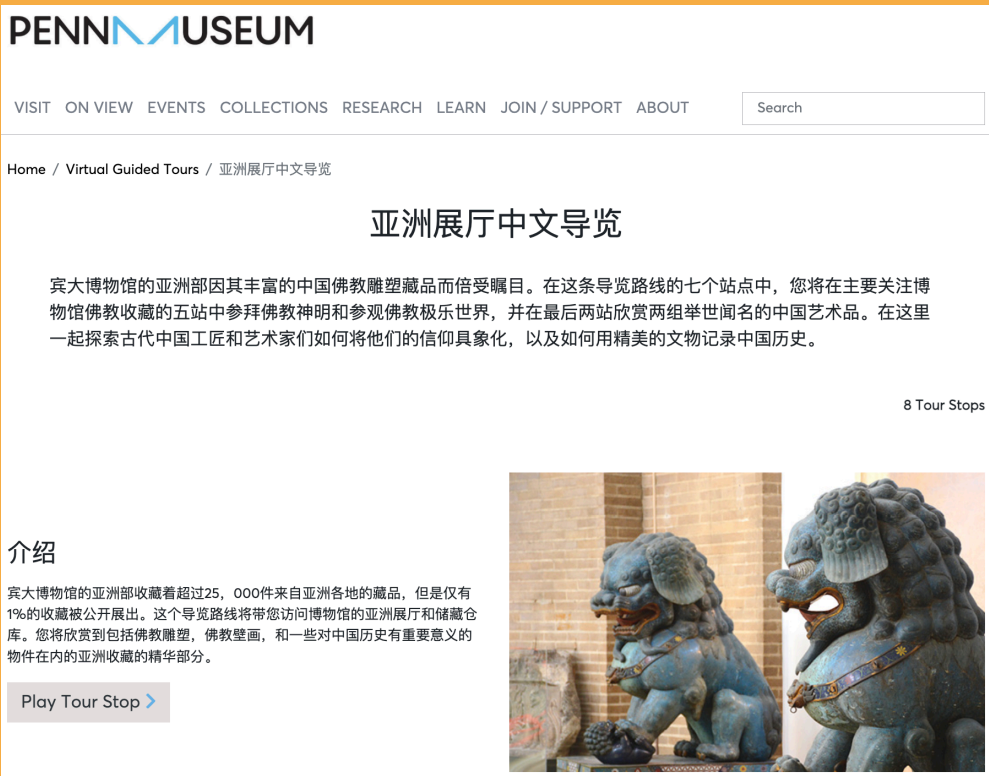 PENN MUSEUM
VISIT ON VIEW EVENTS COLLECTIONS RESEARCH LEARN JOIN / SUPPORT ABOUT Search
Home / Virtual Guided Tours / 亚洲展厅中文导览
亚洲展厅中文导览
宾大博物馆的亚洲部因其丰富的中国佛教雕塑藏品而倍受瞩目。在这条导览路线的七个站点中，您将在主要关注博
物馆佛教收藏的五站中参拜佛教神明和参观佛教极乐世界，并在最后两站欣赏两组举世闻名的中国艺术品。在这里
一起探索古代中国工匠和艺术家们如何将他们的信仰具象化，以及如何用精美的文物记录中国历史。
8 Tour Stops
介绍
宾大博物馆的亚洲部收藏着超过25，000件来自亚洲各地的藏品，但是仅有
1%的收藏被公开展出。这个导览路线将带您访问博物馆的亚洲展厅和储藏仓
库。您将欣赏到包括佛教雕塑，佛教壁画，和一些对中国历史有重要意义的
物件在内的亚洲收藏的精华部分。
Play Tour Stop